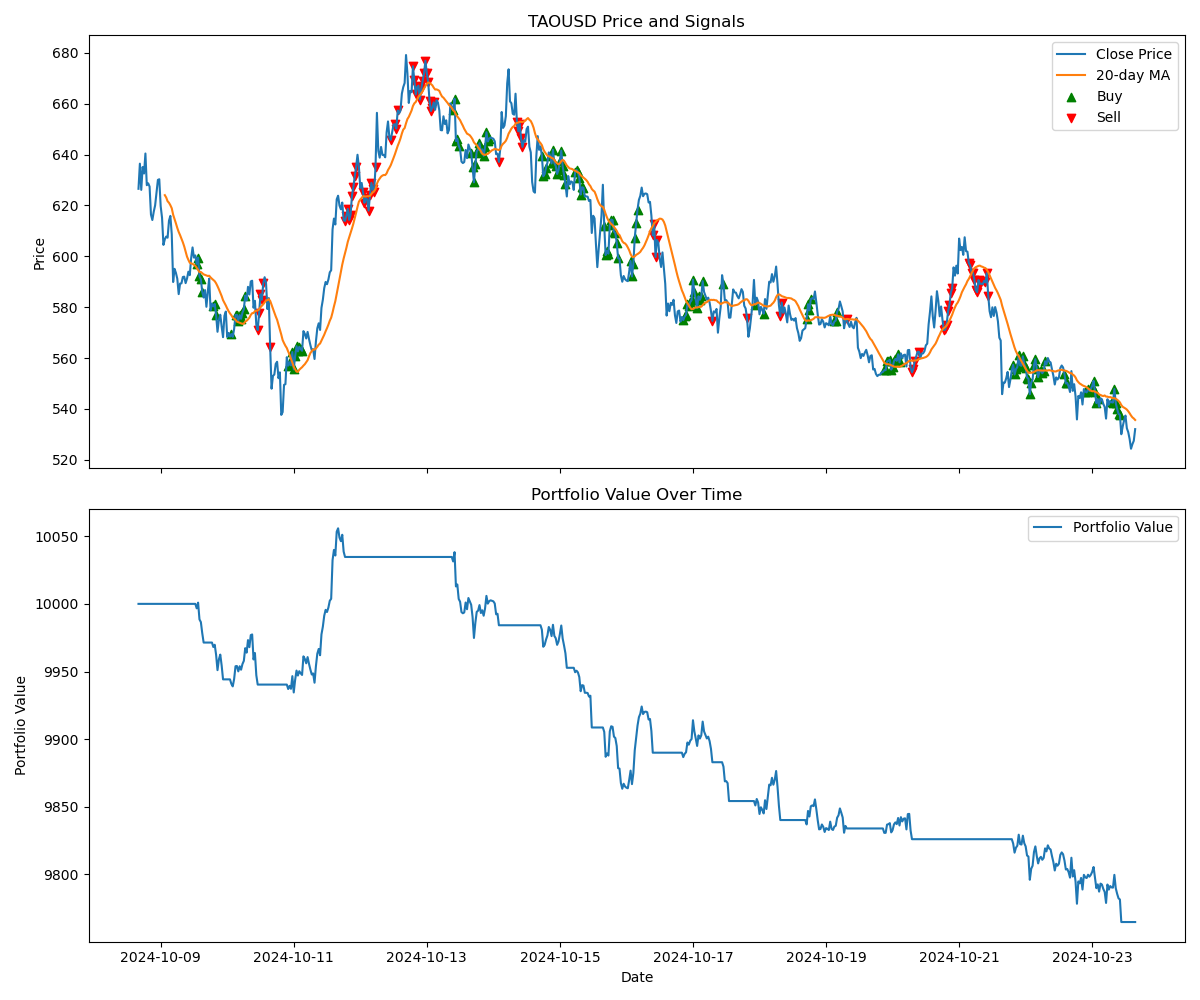 TAOUSD Price and Signals
Price
680
660
640
620
600
580
560
540
520
Close Price
20-day MA
Buy
Sell
Portfolio Value Over Time
Portfolio Value
10050
10000
9950
9900
9850
9800
Portfolio Value
2024-10-09
2024-10-11
2024-10-13
2024-10-15
2024-10-17
2024-10-19
2024-10-21
2024-10-23
Date